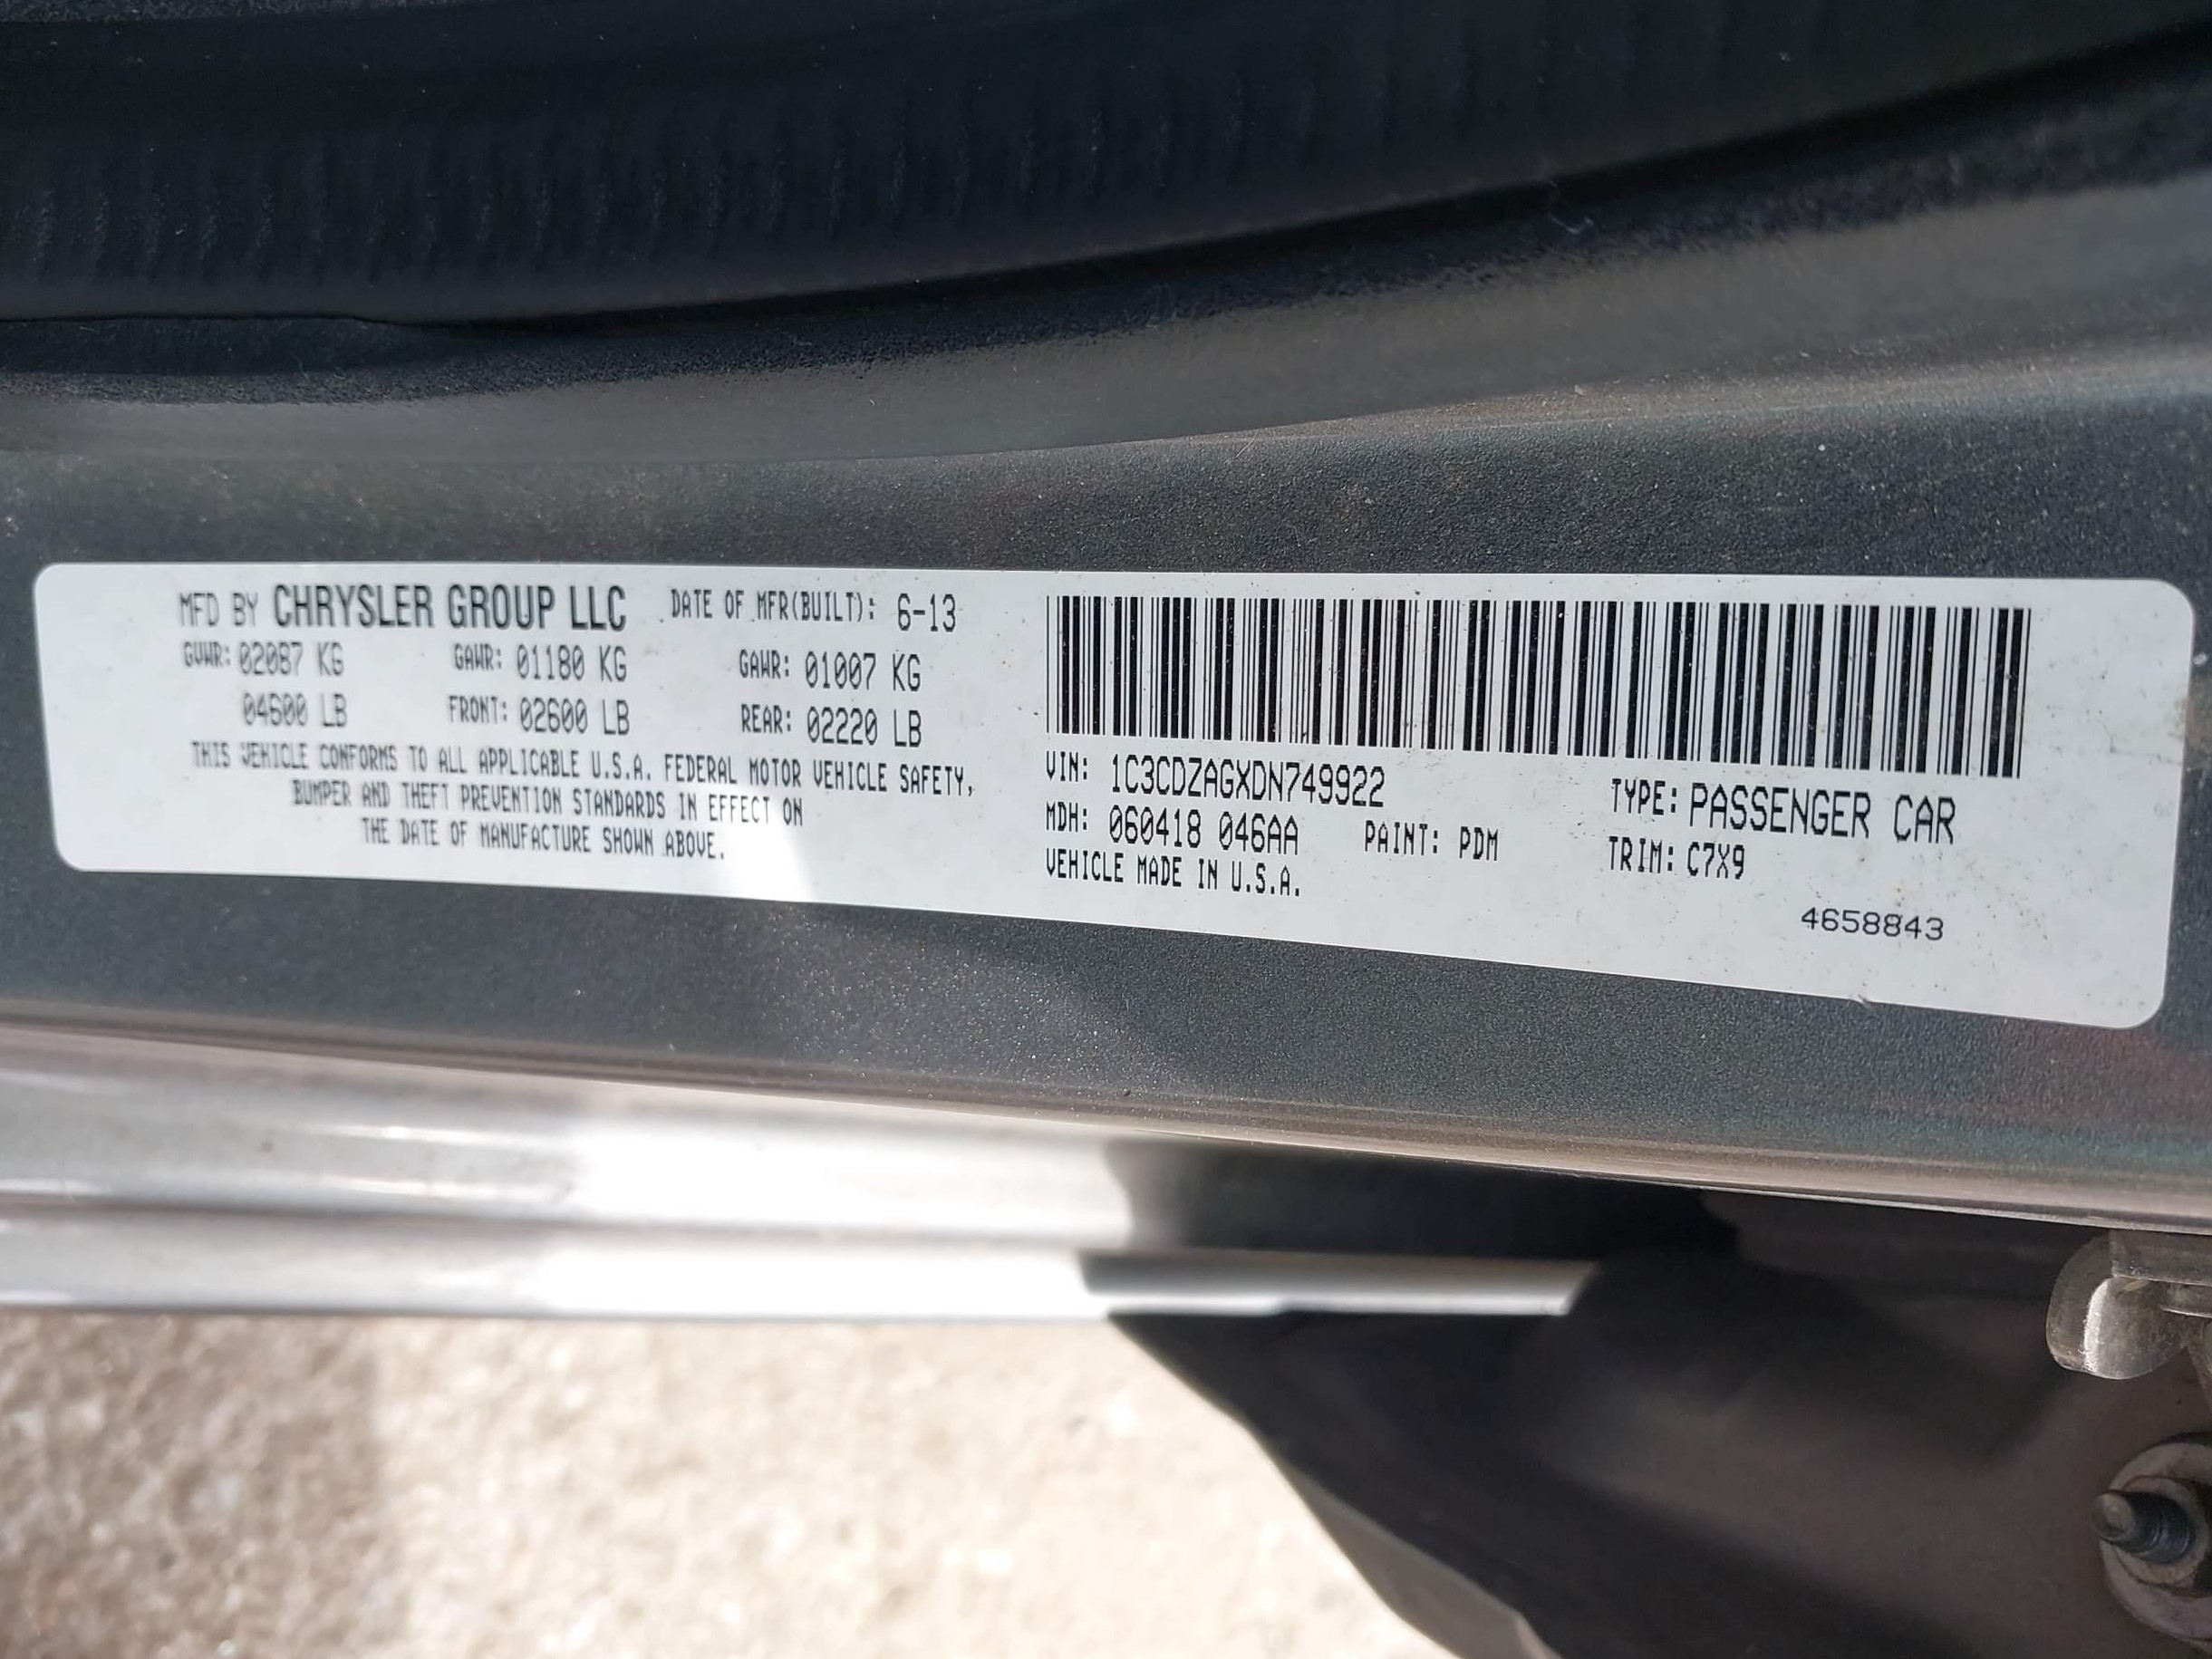 MFD BY CHRYSLER GROUP LLC DATE OF MFR(BUILT): 6-13
GVWR: 02087 KG GAWR: 01180 KG GAWR: 01007 KG
04600 LB FRONT: 02600 LB REAR: 02220 LB
THIS VEHICLE CONFORMS TO ALL APPLICABLE U.S.A. FEDERAL MOTOR VEHICLE SAFETY,
BUMPER AND THEFT PREVENTION STANDARDS IN EFFECT ON
THE DATE OF MANUFACTURE SHOWN ABOVE.
VIN: 1C3CDZAGXDN749922 TYPE: PASSENGER CAR
MDH: 060418 046AA PAINT: PDM TRIM: C7X9
VEHICLE MADE IN U.S.A.
4658843